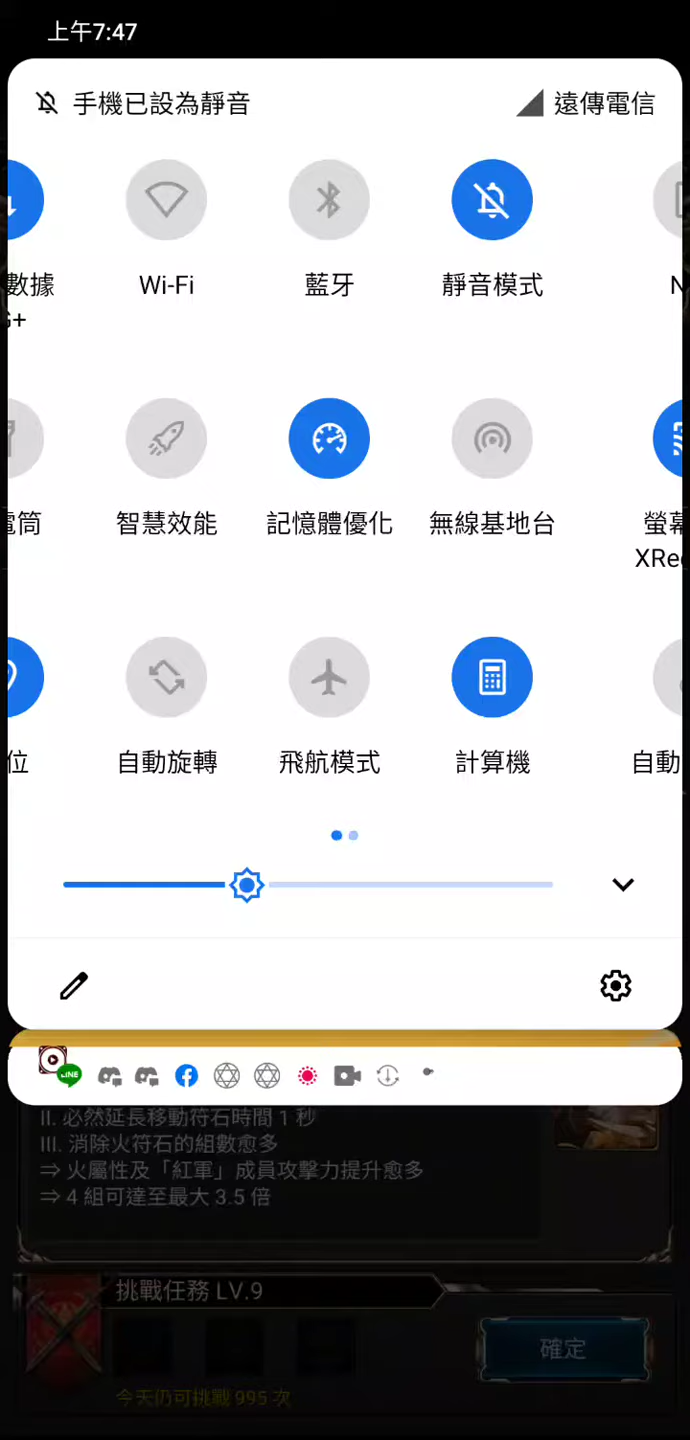 上午7:47
手機已設為靜音
遠傳電信
數據
G+
Wi-Fi
藍牙
靜音模式
N
電筒
智慧效能
記憶體優化
無線基地台
螢幕
XRec
位
自動旋轉
飛航模式
計算機
自動
LINE
II. 必然延長移動符石時間 1 秒
III. 消除火符石的組數愈多
⇒ 火屬性及「紅軍」成員攻擊力提升愈多
⇒ 4 組可達至最大 3.5 倍
挑戰任務 LV.9
確定
今天仍可挑戰 995 次